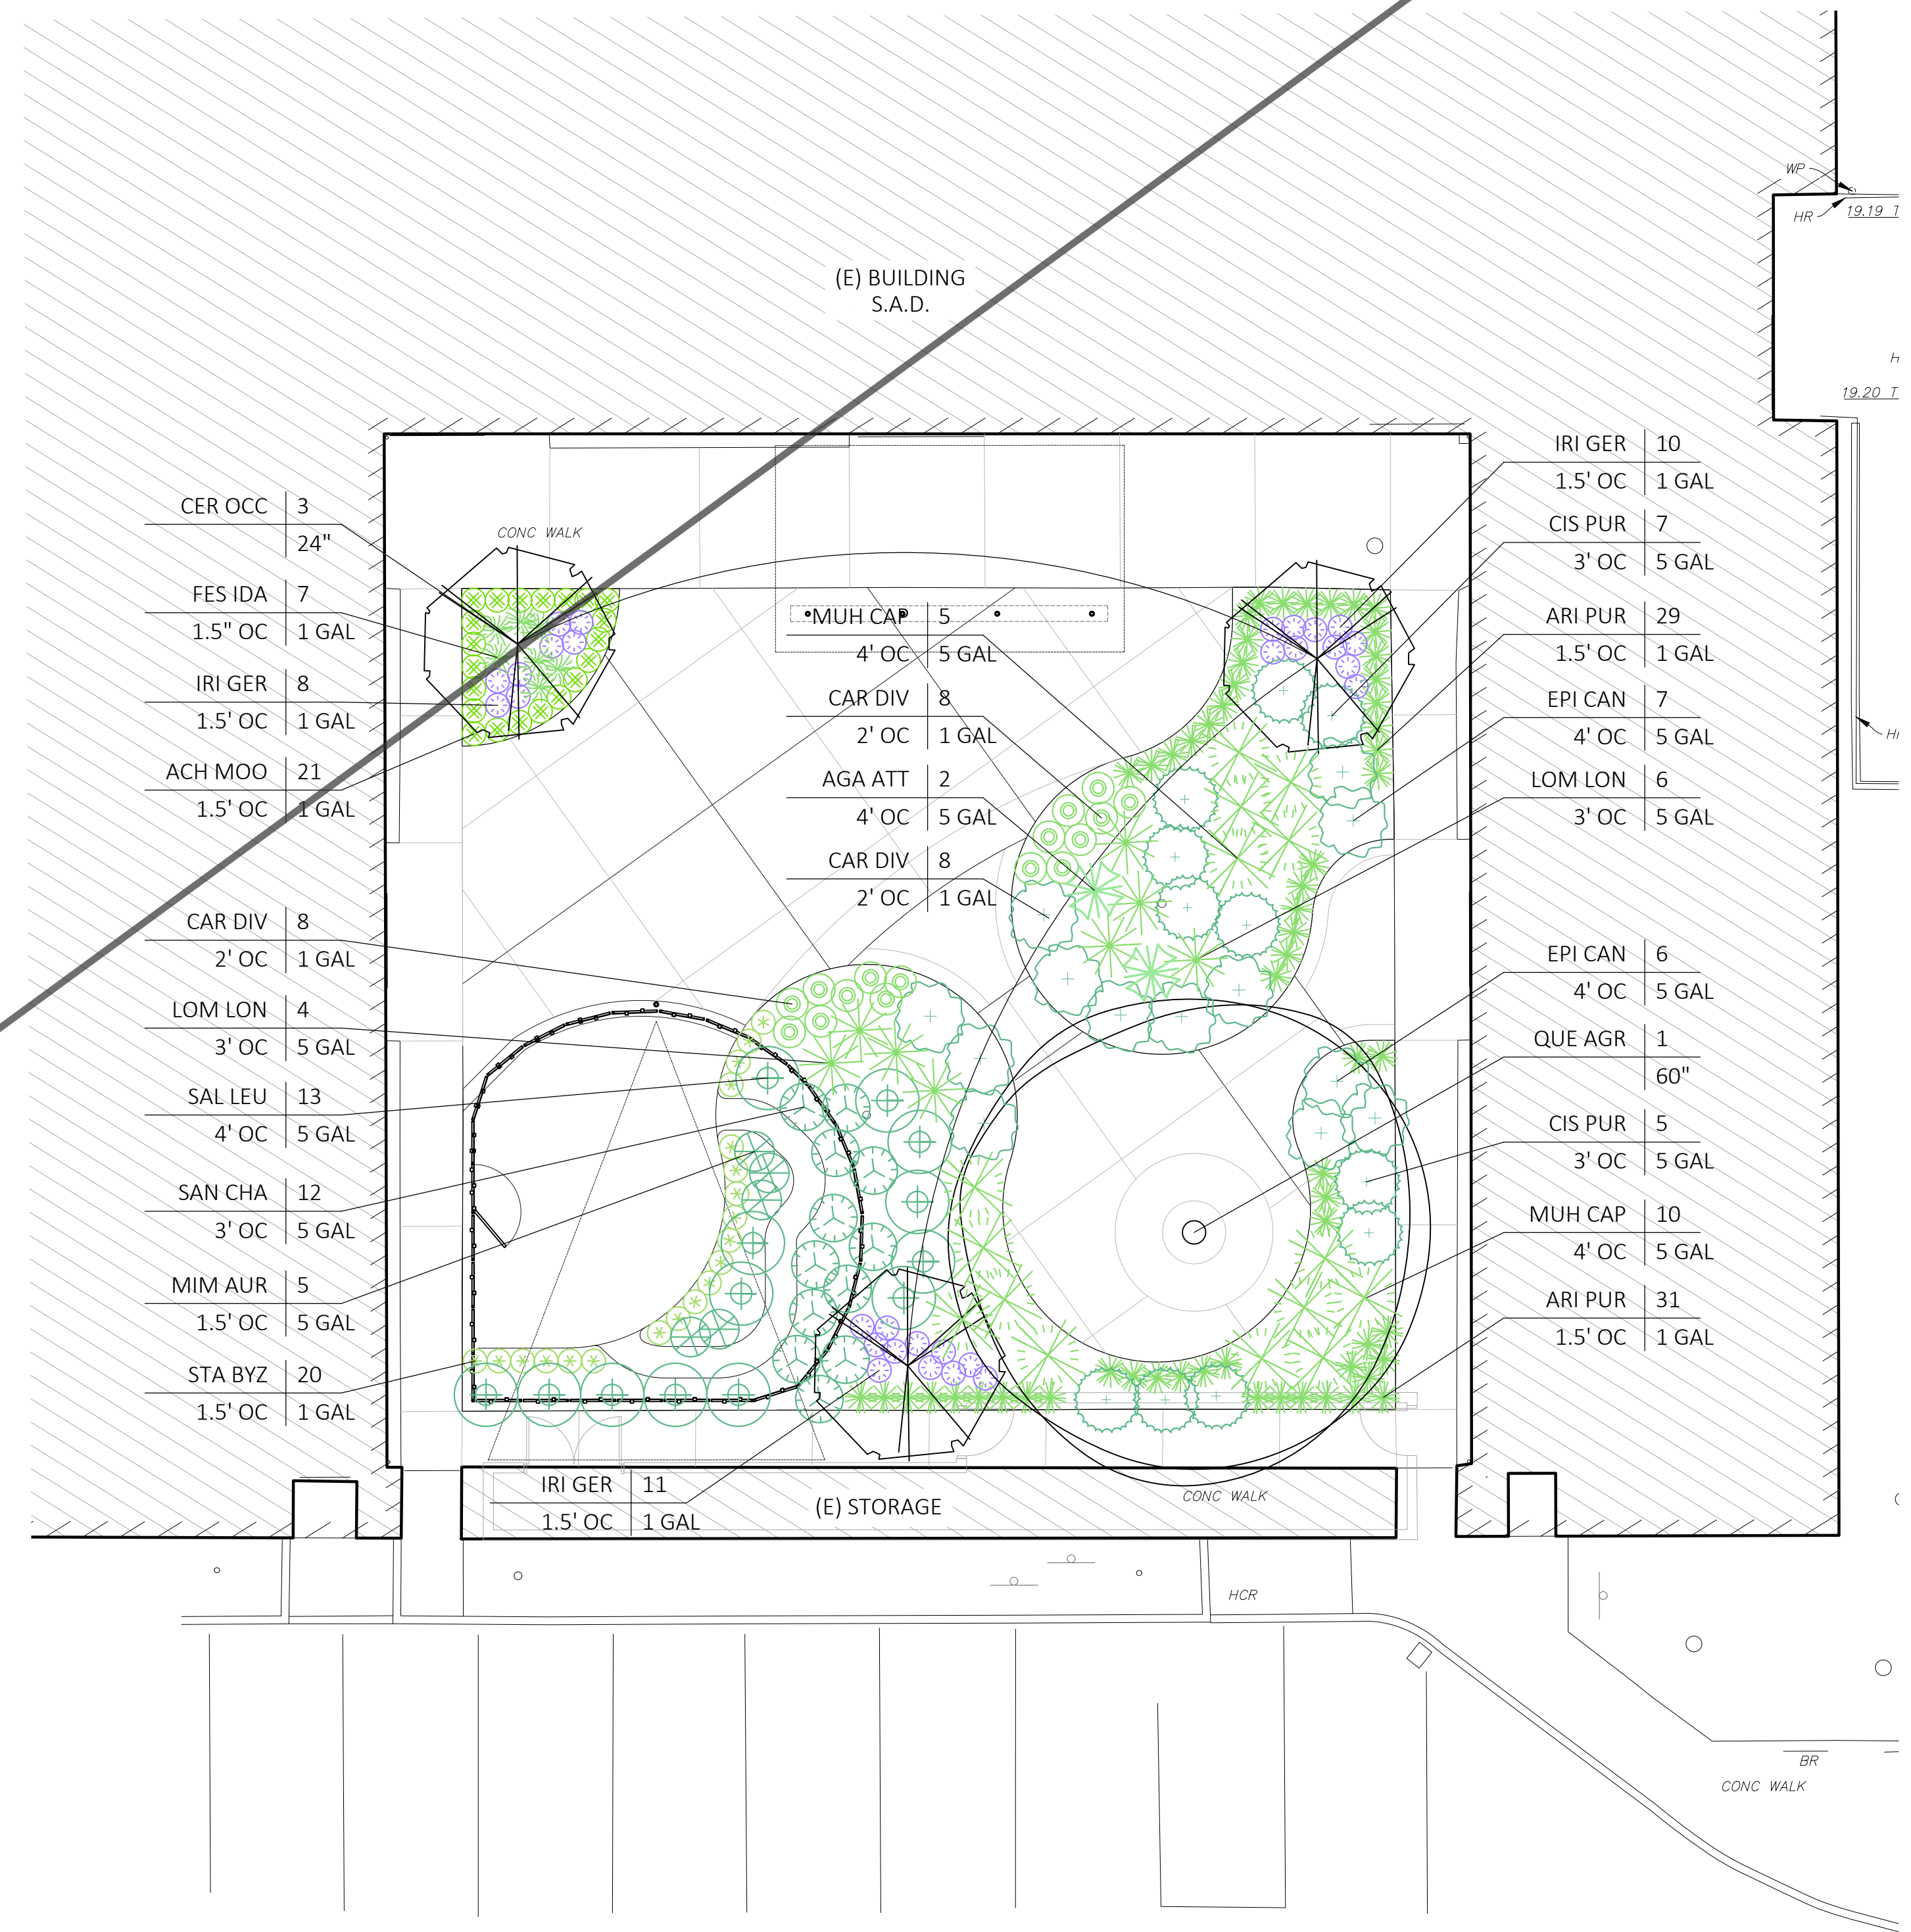 WP
HR
19.19 T
(E) BUILDING
S.A.D.
H
19.20 T
CONC WALK
CER OCC 3
24"
FES IDA 7
1.5" OC 1 GAL
IRI GER 8
1.5' OC 1 GAL
ACH MOO 21
1.5' OC 1 GAL
CAR DIV 8
2' OC 1 GAL
LOM LON 4
3' OC 5 GAL
SAL LEU 13
4' OC 5 GAL
SAN CHA 12
3' OC 5 GAL
MIM AUR 5
1.5' OC 5 GAL
STA BYZ 20
1.5' OC 1 GAL
MUH CAP 5
4' OC 5 GAL
CAR DIV 8
2' OC 1 GAL
AGA ATT 2
4' OC 5 GAL
CAR DIV 8
2' OC 1 GAL
IRI GER 10
1.5' OC 1 GAL
CIS PUR 7
3' OC 5 GAL
ARI PUR 29
1.5' OC 1 GAL
EPI CAN 7
4' OC 5 GAL
LOM LON 6
3' OC 5 GAL
EPI CAN 6
4' OC 5 GAL
QUE AGR 1
60"
CIS PUR 5
3' OC 5 GAL
MUH CAP 10
4' OC 5 GAL
ARI PUR 31
1.5' OC 1 GAL
IRI GER 11
1.5' OC 1 GAL
(E) STORAGE
CONC WALK
HCR
BR
CONC WALK